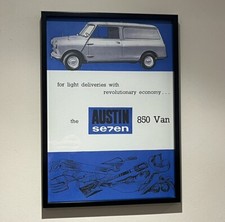 for light deliveries with
revolutionary economy...
the AUSTIN 850 Van
se7en